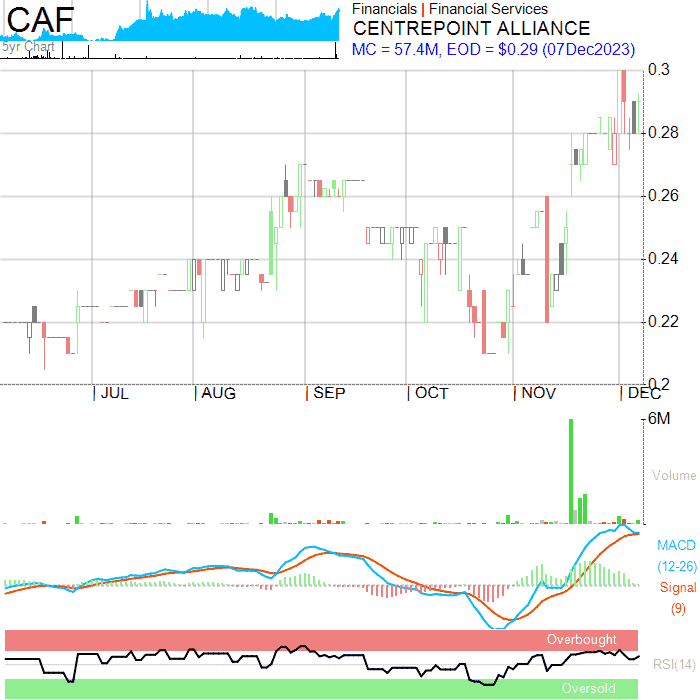 CAF
Financials | Financial Services
CENTREPOINT ALLIANCE
MC = 57.4M, EOD = $0.29 (07Dec2023)
5yr Chart
0.3
0.28
0.26
0.24
0.22
0.2
JUL AUG SEP OCT NOV DEC
6M
Volume
MACD
(12-26)
Signal
(9)
Overbought
RSI(14)
Oversold